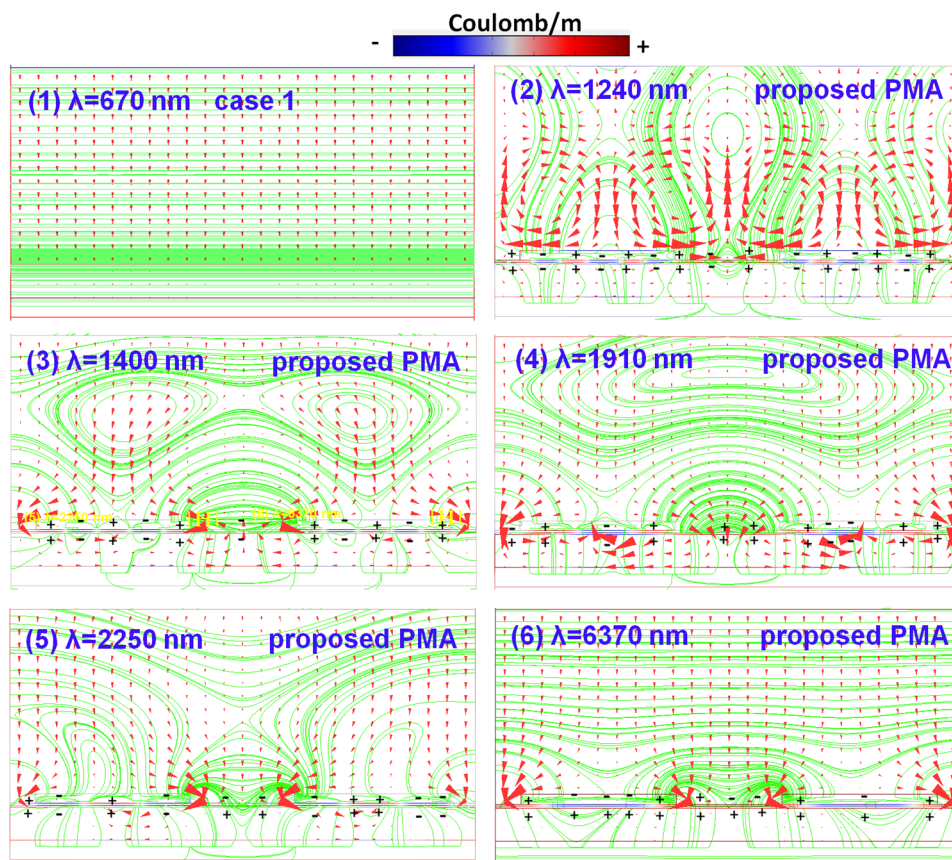 Coulomb/m
- +
(1) λ=670 nm case 1
(2) λ=1240 nm proposed PMA
(3) λ=1400 nm proposed PMA
(4) λ=1910 nm proposed PMA
(5) λ=2250 nm proposed PMA
(6) λ=6370 nm proposed PMA